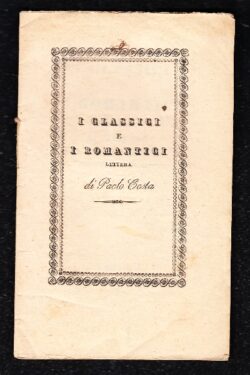 I CLASSICI
E
I ROMANTICI
LETTERA
di Paolo Costa